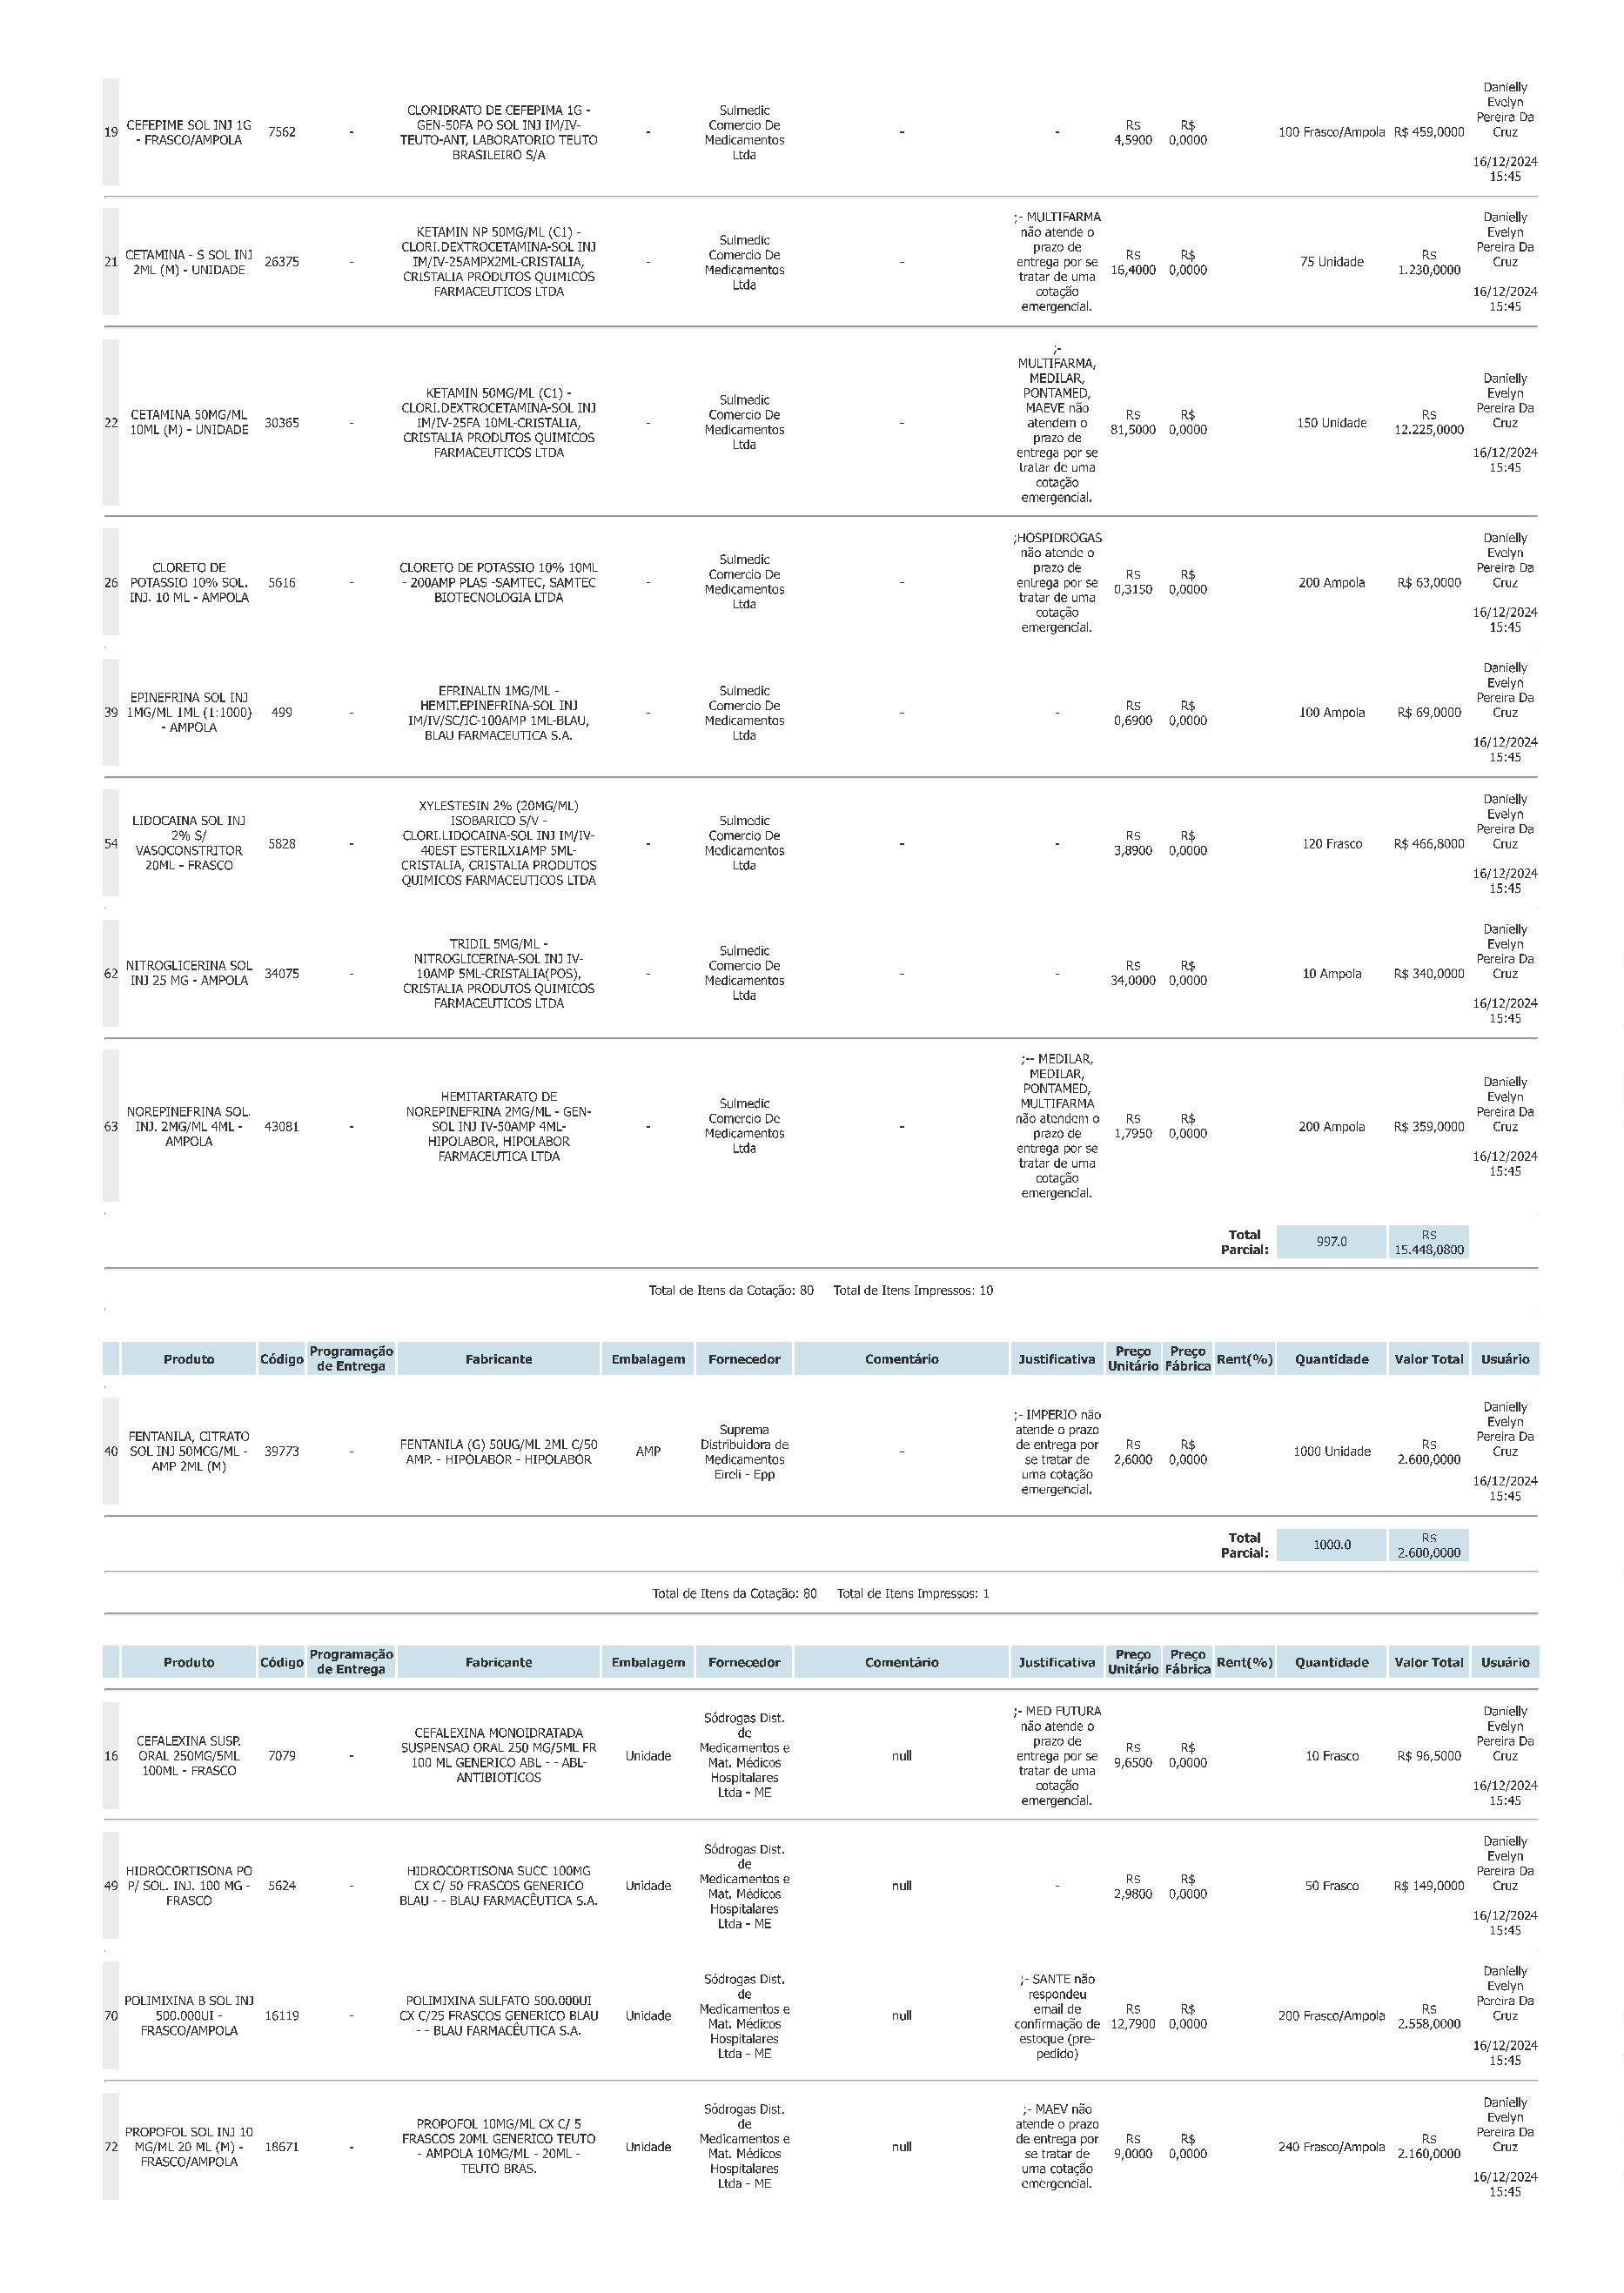 19 CEFEPIME SOL INJ 1G - FRASCO/AMPOLA 7562 - CLORIDRATO DE CEFEPIMA 1G - GEN-50FA PO SOL INJ IM/IV-TEUTO-ANT, LABORATORIO TEUTO BRASILEIRO S/A - Sulmedic Comercio De Medicamentos Ltda - - R$ 4,5900 R$ 0,0000 100 Frasco/Ampola R$ 459,0000 Danielly Evelyn Pereira Da Cruz 16/12/2024 15:45
21 CETAMINA - S SOL INJ 2ML (M) - UNIDADE 26375 - KETAMIN NP 50MG/ML (C1) - CLORI.DEXTROCETAMINA-SOL INJ IM/IV-25AMPX2ML-CRISTALIA, CRISTALIA PRODUTOS QUIMICOS FARMACEUTICOS LTDA - Sulmedic Comercio De Medicamentos Ltda - ;- MULTIFARMA não atende o prazo de entrega por se tratar de uma cotação emergencial. R$ 16,4000 R$ 0,0000 75 Unidade R$ 1.230,0000 Danielly Evelyn Pereira Da Cruz 16/12/2024 15:45
22 CETAMINA 50MG/ML 10ML (M) - UNIDADE 30365 - KETAMIN 50MG/ML (C1) - CLORI.DEXTROCETAMINA-SOL INJ IM/IV-25FA 10ML-CRISTALIA, CRISTALIA PRODUTOS QUIMICOS FARMACEUTICOS LTDA - Sulmedic Comercio De Medicamentos Ltda - ;- MULTIFARMA, MEDILAR, PONTAMED, MAEVE não atendem o prazo de entrega por se tratar de uma cotação emergencial. R$ 81,5000 R$ 0,0000 150 Unidade R$ 12.225,0000 Danielly Evelyn Pereira Da Cruz 16/12/2024 15:45
26 CLORETO DE POTASSIO 10% SOL. INJ. 10 ML - AMPOLA 5616 - CLORETO DE POTASSIO 10% 10ML - 200AMP PLAS -SAMTEC, SAMTEC BIOTECNOLOGIA LTDA - Sulmedic Comercio De Medicamentos Ltda - ;HOSPIDROGAS não atende o prazo de entrega por se tratar de uma cotação emergencial. R$ 0,3150 R$ 0,0000 200 Ampola R$ 63,0000 Danielly Evelyn Pereira Da Cruz 16/12/2024 15:45
39 EPINEFRINA SOL INJ 1MG/ML 1ML (1:1000) - AMPOLA 499 - EFRINALIN 1MG/ML - HEMIT.EPINEFRINA-SOL INJ IM/IV/SC/IC-100AMP 1ML-BLAU, BLAU FARMACEUTICA S.A. - Sulmedic Comercio De Medicamentos Ltda - - R$ 0,6900 R$ 0,0000 100 Ampola R$ 69,0000 Danielly Evelyn Pereira Da Cruz 16/12/2024 15:45
54 LIDOCAINA SOL INJ 2% S/ VASOCONSTRITOR 20ML - FRASCO 5828 - XYLESTESIN 2% (20MG/ML) ISOBARICO S/V - CLORI.LIDOCAINA-SOL INJ IM/IV-40EST ESTERILX1AMP 5ML-CRISTALIA, CRISTALIA PRODUTOS QUIMICOS FARMACEUTICOS LTDA - Sulmedic Comercio De Medicamentos Ltda - - R$ 3,8900 R$ 0,0000 120 Frasco R$ 466,8000 Danielly Evelyn Pereira Da Cruz 16/12/2024 15:45
62 NITROGLICERINA SOL INJ 25 MG - AMPOLA 34075 - TRIDIL 5MG/ML - NITROGLICERINA-SOL INJ IV-10AMP 5ML-CRISTALIA(POS), CRISTALIA PRODUTOS QUIMICOS FARMACEUTICOS LTDA - Sulmedic Comercio De Medicamentos Ltda - - R$ 34,0000 R$ 0,0000 10 Ampola R$ 340,0000 Danielly Evelyn Pereira Da Cruz 16/12/2024 15:45
63 NOREPINEFRINA SOL. INJ. 2MG/ML 4ML - AMPOLA 43081 - HEMITARTARATO DE NOREPINEFRINA 2MG/ML - GEN-SOL INJ IV-50AMP 4ML-HIPOLABOR, HIPOLABOR FARMACEUTICA LTDA - Sulmedic Comercio De Medicamentos Ltda - ;-- MEDILAR, MEDILAR, PONTAMED, MULTIFARMA não atendem o prazo de entrega por se tratar de uma cotação emergencial. R$ 1,7950 R$ 0,0000 200 Ampola R$ 359,0000 Danielly Evelyn Pereira Da Cruz 16/12/2024 15:45
Total Parcial: 997.0 R$ 15.448,0800
Total de Itens da Cotação: 80 Total de Itens Impressos: 10
Produto Código Programação de Entrega Fabricante Embalagem Fornecedor Comentário Justificativa Preço Unitário Preço Fábrica Rent(%) Quantidade Valor Total Usuário
40 FENTANILA, CITRATO SOL INJ 50MCG/ML - AMP 2ML (M) 39773 - FENTANILA (G) 50UG/ML 2ML C/50 AMP. - HIPOLABOR - HIPOLABOR AMP Suprema Distribuidora de Medicamentos Eireli - Epp - ;- IMPERIO não atende o prazo de entrega por se tratar de uma cotação emergencial. R$ 2,6000 R$ 0,0000 1000 Unidade R$ 2.600,0000 Danielly Evelyn Pereira Da Cruz 16/12/2024 15:45
Total Parcial: 1000.0 R$ 2.600,0000
Total de Itens da Cotação: 80 Total de Itens Impressos: 1
Produto Código Programação de Entrega Fabricante Embalagem Fornecedor Comentário Justificativa Preço Unitário Preço Fábrica Rent(%) Quantidade Valor Total Usuário
16 CEFALEXINA SUSP. ORAL 250MG/5ML 100ML - FRASCO 7079 - CEFALEXINA MONOIDRATADA SUSPENSAO ORAL 250 MG/5ML FR 100 ML GENERICO ABL - - ABL-ANTIBIOTICOS Unidade Sódrogas Dist. de Medicamentos e Mat. Médicos Hospitalares Ltda - ME null ;- MED FUTURA não atende o prazo de entrega por se tratar de uma cotação emergencial. R$ 9,6500 R$ 0,0000 10 Frasco R$ 96,5000 Danielly Evelyn Pereira Da Cruz 16/12/2024 15:45
49 HIDROCORTISONA PO P/ SOL. INJ. 100 MG - FRASCO 5624 - HIDROCORTISONA SUCC 100MG CX C/ 50 FRASCOS GENERICO BLAU - - BLAU FARMACÊUTICA S.A. Unidade Sódrogas Dist. de Medicamentos e Mat. Médicos Hospitalares Ltda - ME null - R$ 2,9800 R$ 0,0000 50 Frasco R$ 149,0000 Danielly Evelyn Pereira Da Cruz 16/12/2024 15:45
70 POLIMIXINA B SOL INJ 500.000UI - FRASCO/AMPOLA 16119 - POLIMIXINA SULFATO 500.000UI CX C/25 FRASCOS GENERICO BLAU - - BLAU FARMACÊUTICA S.A. Unidade Sódrogas Dist. de Medicamentos e Mat. Médicos Hospitalares Ltda - ME null ;- SANTE não respondeu email de confirmação de estoque (pre-pedido) R$ 12,7900 R$ 0,0000 200 Frasco/Ampola R$ 2.558,0000 Danielly Evelyn Pereira Da Cruz 16/12/2024 15:45
72 PROPOFOL SOL INJ 10 MG/ML 20 ML (M) - FRASCO/AMPOLA 18671 - PROPOFOL 10MG/ML CX C/ 5 FRASCOS 20ML GENERICO TEUTO - AMPOLA 10MG/ML - 20ML - TEUTO BRAS. Unidade Sódrogas Dist. de Medicamentos e Mat. Médicos Hospitalares Ltda - ME null ;- MAEV não atende o prazo de entrega por se tratar de uma cotação emergencial. R$ 9,0000 R$ 0,0000 240 Frasco/Ampola R$ 2.160,0000 Danielly Evelyn Pereira Da Cruz 16/12/2024 15:45